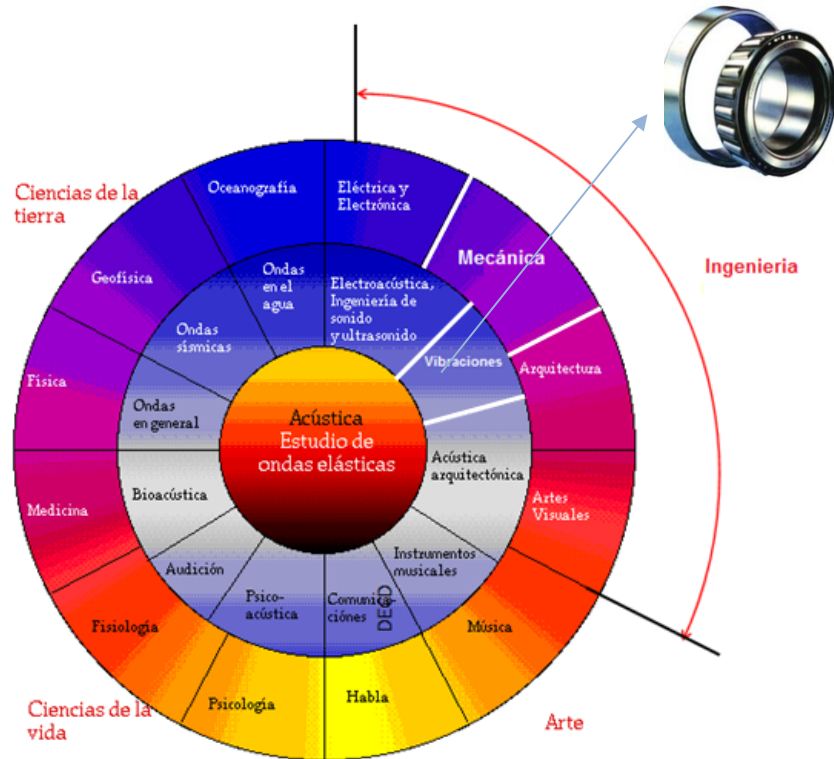 Ciencias de la
tierra
Oceanografía
Eléctrica y
Electrónica
Mecánica
Ingenieria
Geofísica
Ondas
en el
agua
Electroacústica,
Ingeniería de
sonido
y ultrasonido
Ondas
sísmicas
Vibraciones
Arquitectura
Física
Ondas
en general
Acústica
Estudio de
ondas elásticas
Acústica
arquitectónica
Medicina
Bioacústica
Artes
Visuales
Audición
Psico-
acústica
Comunica-
ciónes
DEGD
Instrumentos
musicales
Fisiología
Psicología
Habla
Música
Ciencias de la
vida
Arte